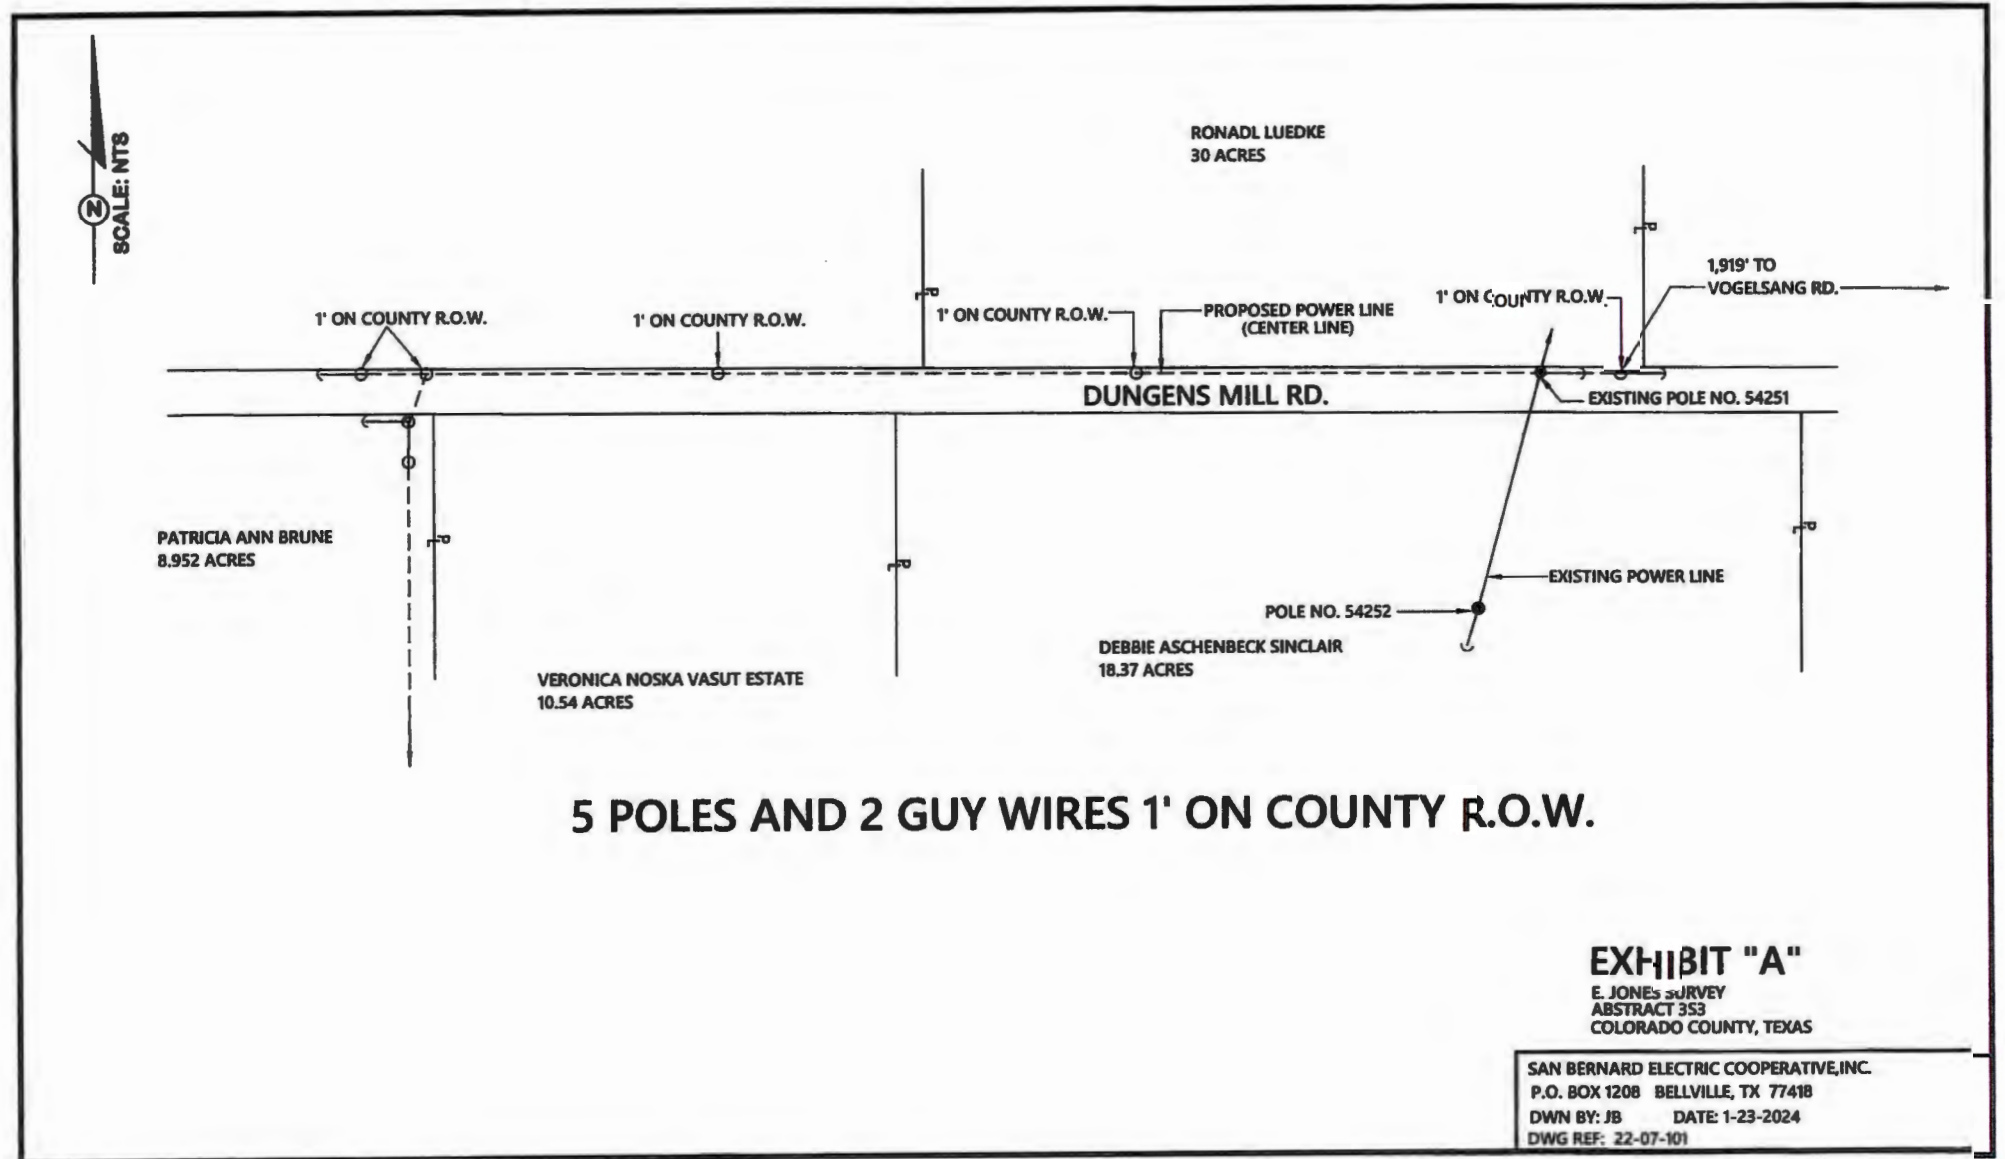 RONADL LUEDKE
30 ACRES
N
SCALE: NTS
1,919' TO
VOGELSANG RD.
1' ON COUNTY R.O.W.
1' ON COUNTY R.O.W.
1' ON COUNTY R.O.W.
PROPOSED POWER LINE
(CENTER LINE)
1' ON COUNTY R.O.W.
DUNGENS MILL RD.
EXISTING POLE NO. 54251
PATRICIA ANN BRUNE
8.952 ACRES
EXISTING POWER LINE
POLE NO. 54252
DEBBIE ASCHENBECK SINCLAIR
18.37 ACRES
VERONICA NOSKA VASUT ESTATE
10.54 ACRES
PL
PL
PL
PL
PL
5 POLES AND 2 GUY WIRES 1' ON COUNTY R.O.W.
EXHIBIT "A"
E. JONES SURVEY
ABSTRACT 353
COLORADO COUNTY, TEXAS
SAN BERNARD ELECTRIC COOPERATIVE,INC.
P.O. BOX 1208 BELLVILLE, TX 77418
DWN BY: JB DATE: 1-23-2024
DWG REF: 22-07-101